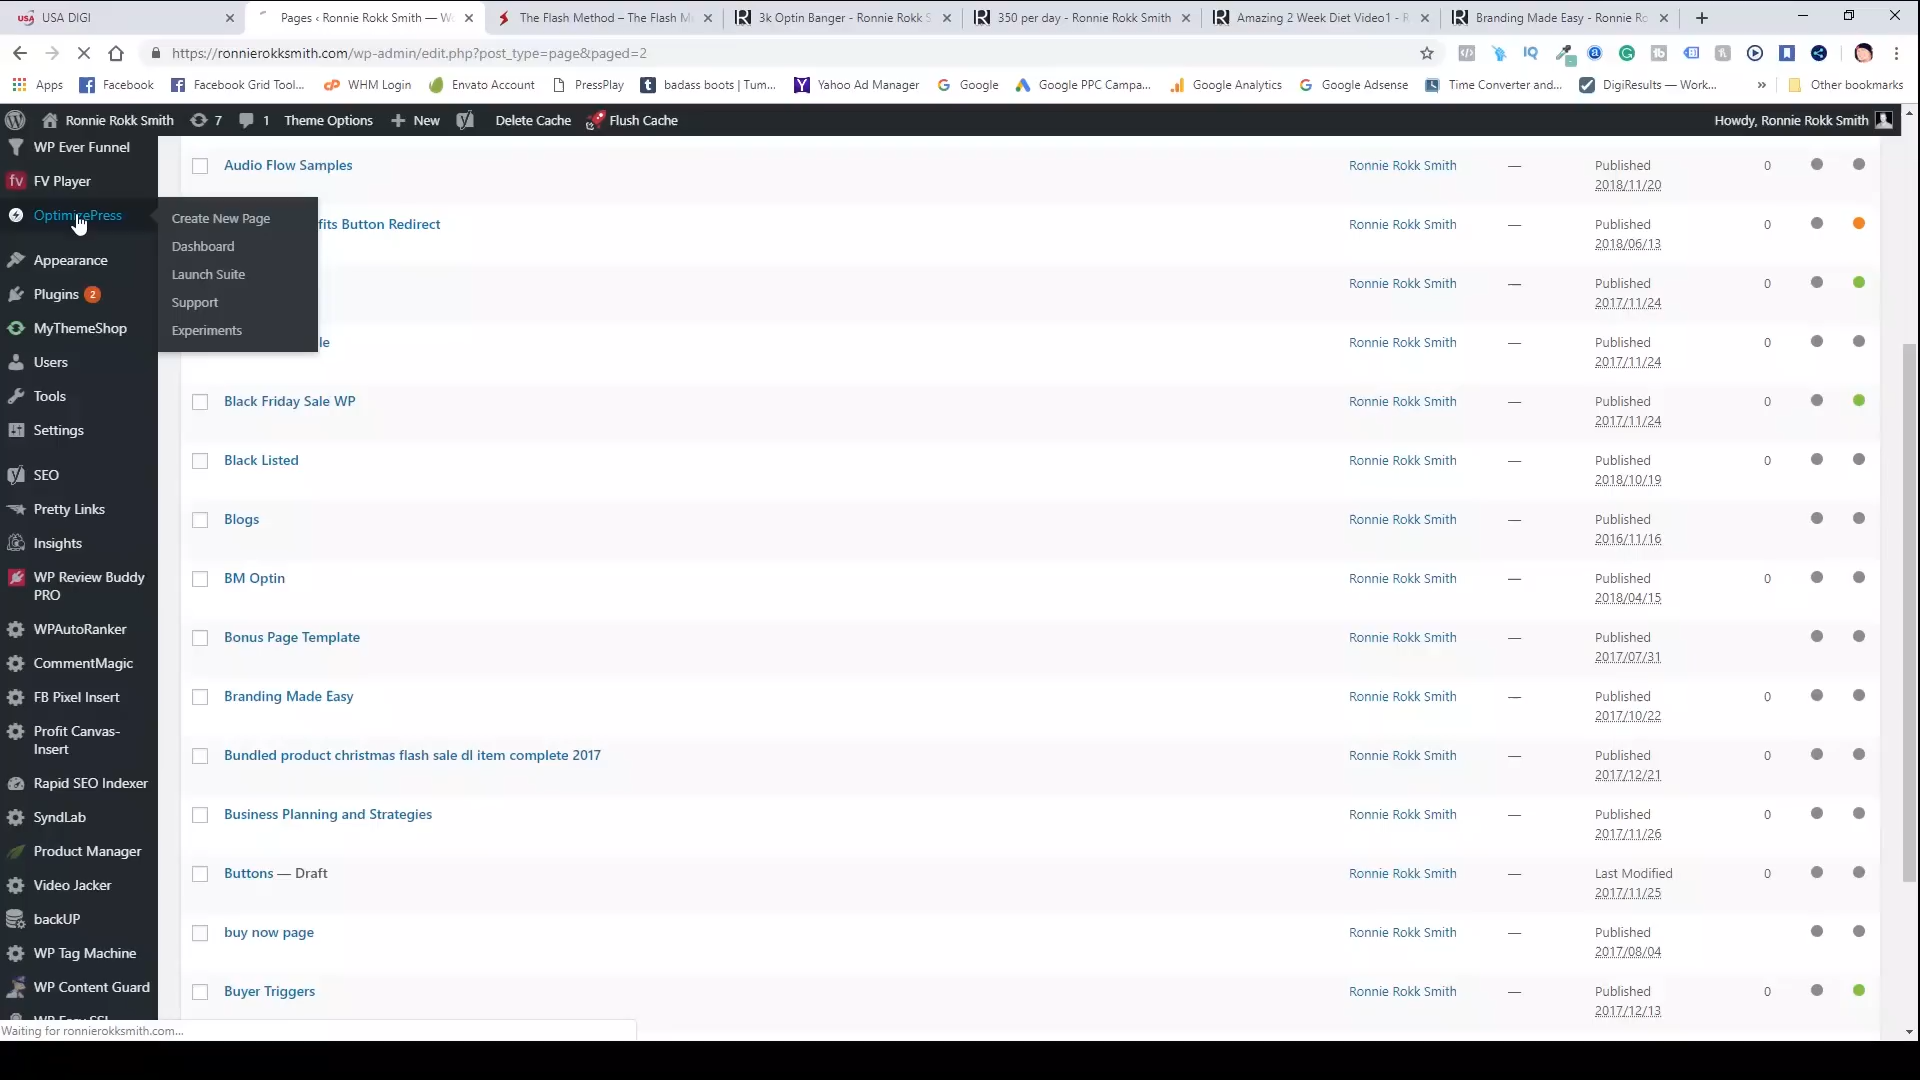 USA DIGI
Pages ‹ Ronnie Rokk Smith — W
The Flash Method – The Flash M
3k Optin Banger - Ronnie Rokk S
350 per day - Ronnie Rokk Smith
Amazing 2 Week Diet Video1 - R
Branding Made Easy - Ronnie Ro
https://ronnierokksmith.com/wp-admin/edit.php?post_type=page&paged=2
Apps
Facebook
Facebook Grid Tool...
WHM Login
Envato Account
PressPlay
badass boots | Tum...
Yahoo Ad Manager
Google
Google PPC Campa...
Google Analytics
Google Adsense
Time Converter and...
DigiResults — Work...
»
Other bookmarks
Ronnie Rokk Smith
7
1
Theme Options
+ New
Delete Cache
Flush Cache
Howdy, Ronnie Rokk Smith
WP Ever Funnel
fv FV Player
OptimizePress
Appearance
Plugins 2
MyThemeShop
Users
Tools
Settings
SEO
Pretty Links
Insights
WP Review Buddy
PRO
WPAutoRanker
CommentMagic
FB Pixel Insert
Profit Canvas-
Insert
Rapid SEO Indexer
SyndLab
Product Manager
Video Jacker
backUP
WP Tag Machine
WP Content Guard
Create New Page
Dashboard
Launch Suite
Support
Experiments
Audio Flow Samples Ronnie Rokk Smith — Published 0
2018/11/20
fits Button Redirect Ronnie Rokk Smith — Published 0
2018/06/13
Ronnie Rokk Smith — Published 0
2017/11/24
le Ronnie Rokk Smith — Published 0
2017/11/24
Black Friday Sale WP Ronnie Rokk Smith — Published 0
2017/11/24
Black Listed Ronnie Rokk Smith — Published 0
2018/10/19
Blogs Ronnie Rokk Smith — Published
2016/11/16
BM Optin Ronnie Rokk Smith — Published 0
2018/04/15
Bonus Page Template Ronnie Rokk Smith — Published
2017/07/31
Branding Made Easy Ronnie Rokk Smith — Published 0
2017/10/22
Bundled product christmas flash sale dl item complete 2017 Ronnie Rokk Smith — Published 0
2017/12/21
Business Planning and Strategies Ronnie Rokk Smith — Published 0
2017/11/26
Buttons — Draft Ronnie Rokk Smith — Last Modified 0
2017/11/25
buy now page Ronnie Rokk Smith — Published
2017/08/04
Buyer Triggers Ronnie Rokk Smith — Published 0
2017/12/13
Waiting for ronnierokksmith.com...